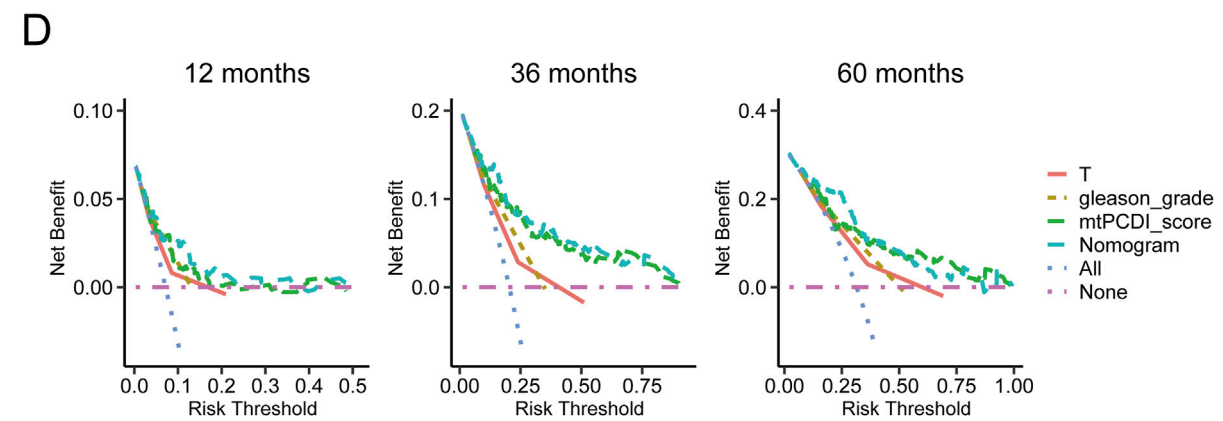 D
12 months
36 months
60 months
Net Benefit
0.10
0.05
0.00
0.0 0.1 0.2 0.3 0.4 0.5
Risk Threshold
Net Benefit
0.2
0.1
0.0
0.00 0.25 0.50 0.75
Risk Threshold
Net Benefit
0.4
0.2
0.0
0.00 0.25 0.50 0.75 1.00
Risk Threshold
T
gleason_grade
mtPCDI_score
Nomogram
All
None